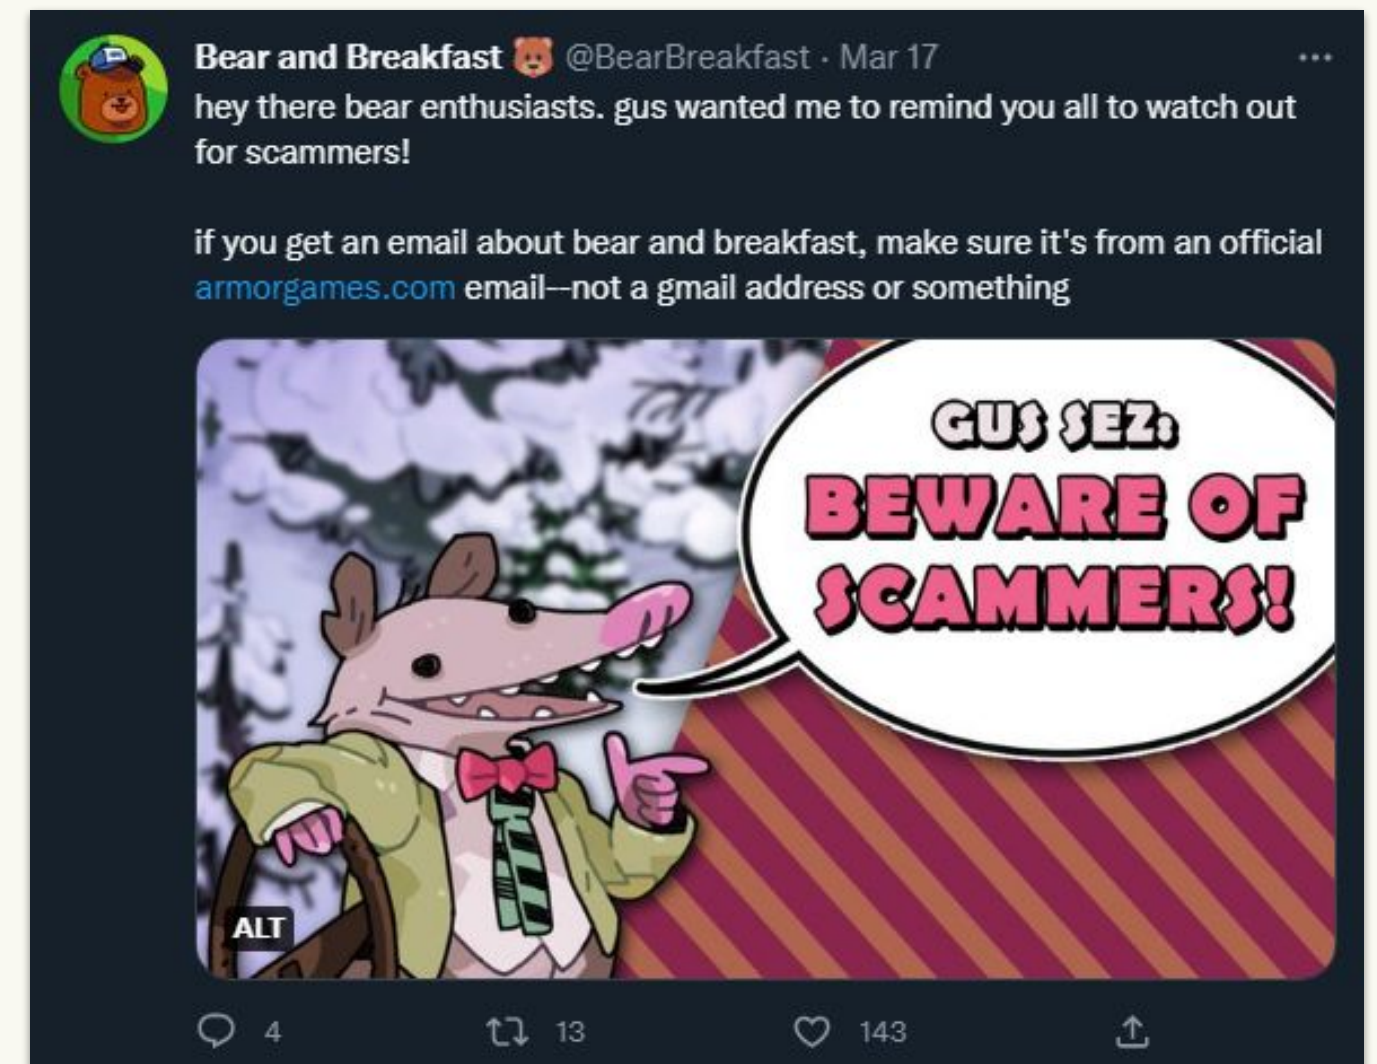 Bear and Breakfast 🐻 @BearBreakfast · Mar 17
hey there bear enthusiasts. gus wanted me to remind you all to watch out
for scammers!
if you get an email about bear and breakfast, make sure it's from an official
armorgames.com email--not a gmail address or something
GUS SEZ:
BEWARE OF
SCAMMERS!
ALT
4 13 143